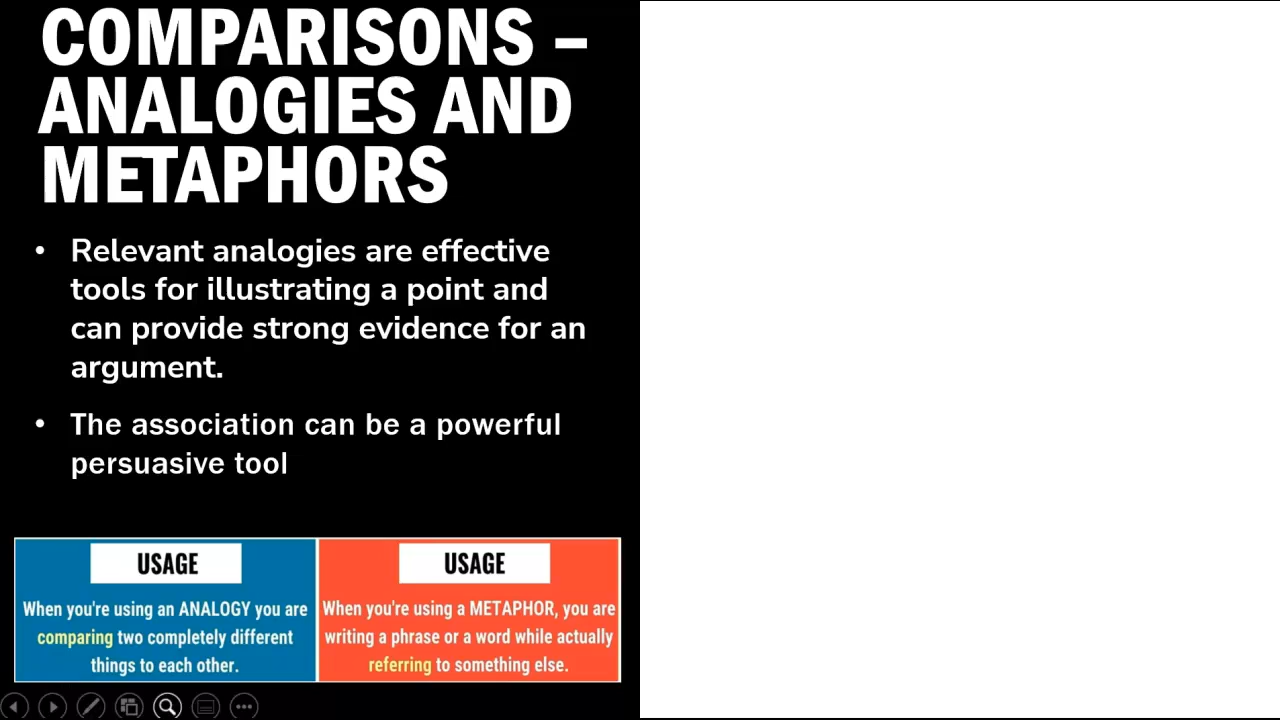 COMPARISONS –
ANALOGIES AND
METAPHORS
• Relevant analogies are effective
tools for illustrating a point and
can provide strong evidence for an
argument.
• The association can be a powerful
persuasive tool
USAGE
When you're using an ANALOGY you are
comparing two completely different
things to each other.
USAGE
When you're using a METAPHOR, you are
writing a phrase or a word while actually
referring to something else.